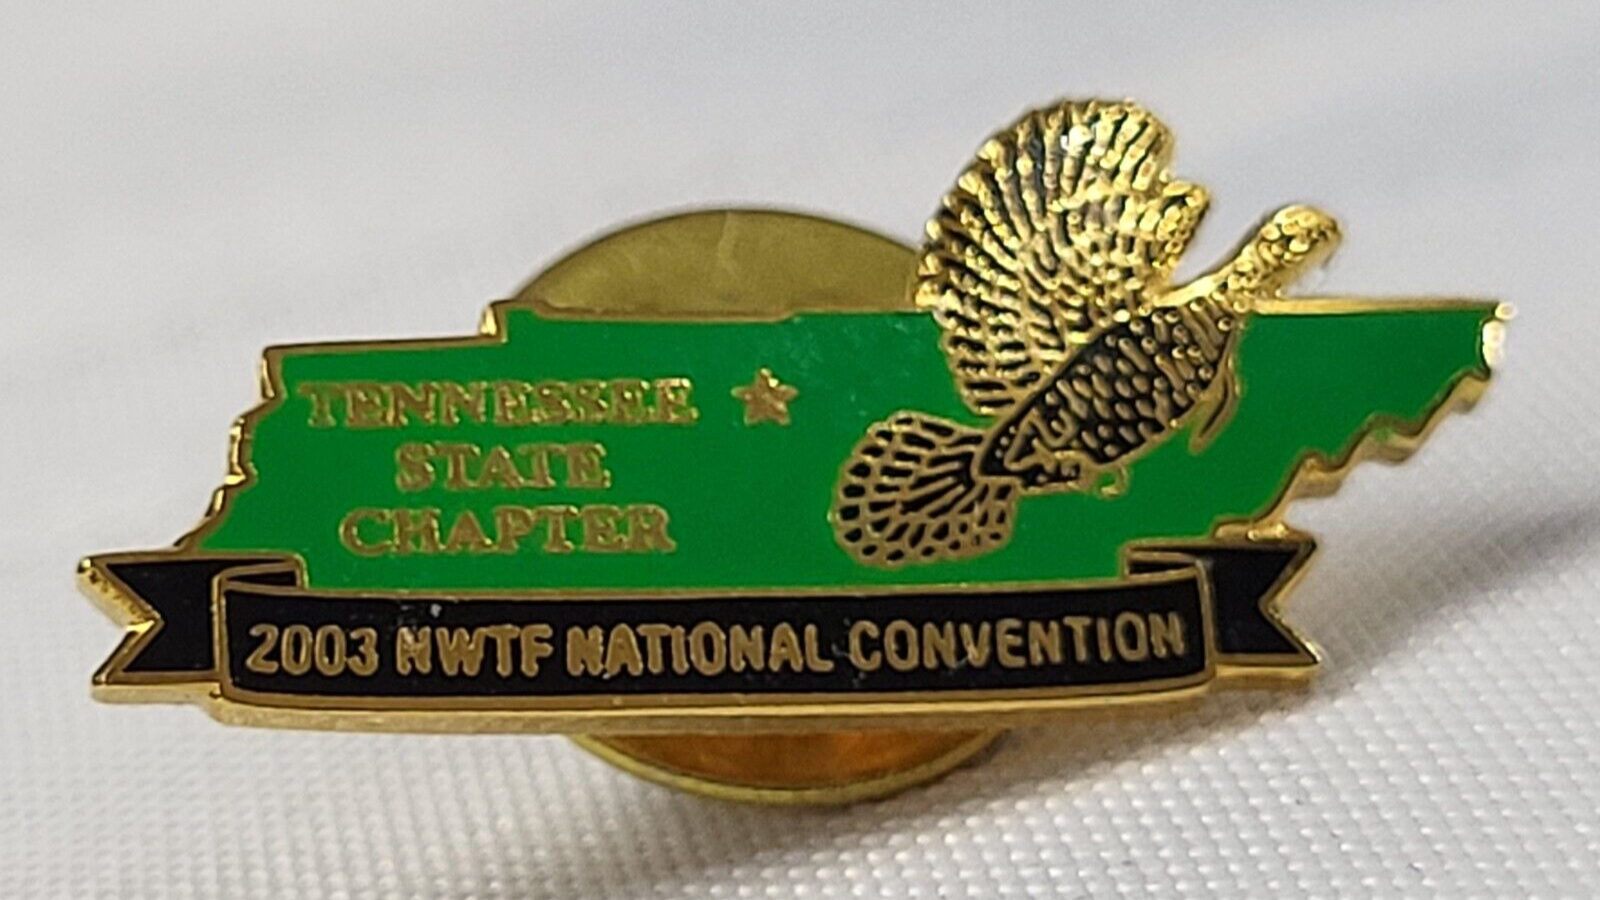 TENNESSEE
STATE
CHAPTER
2003 NWTF NATIONAL CONVENTION